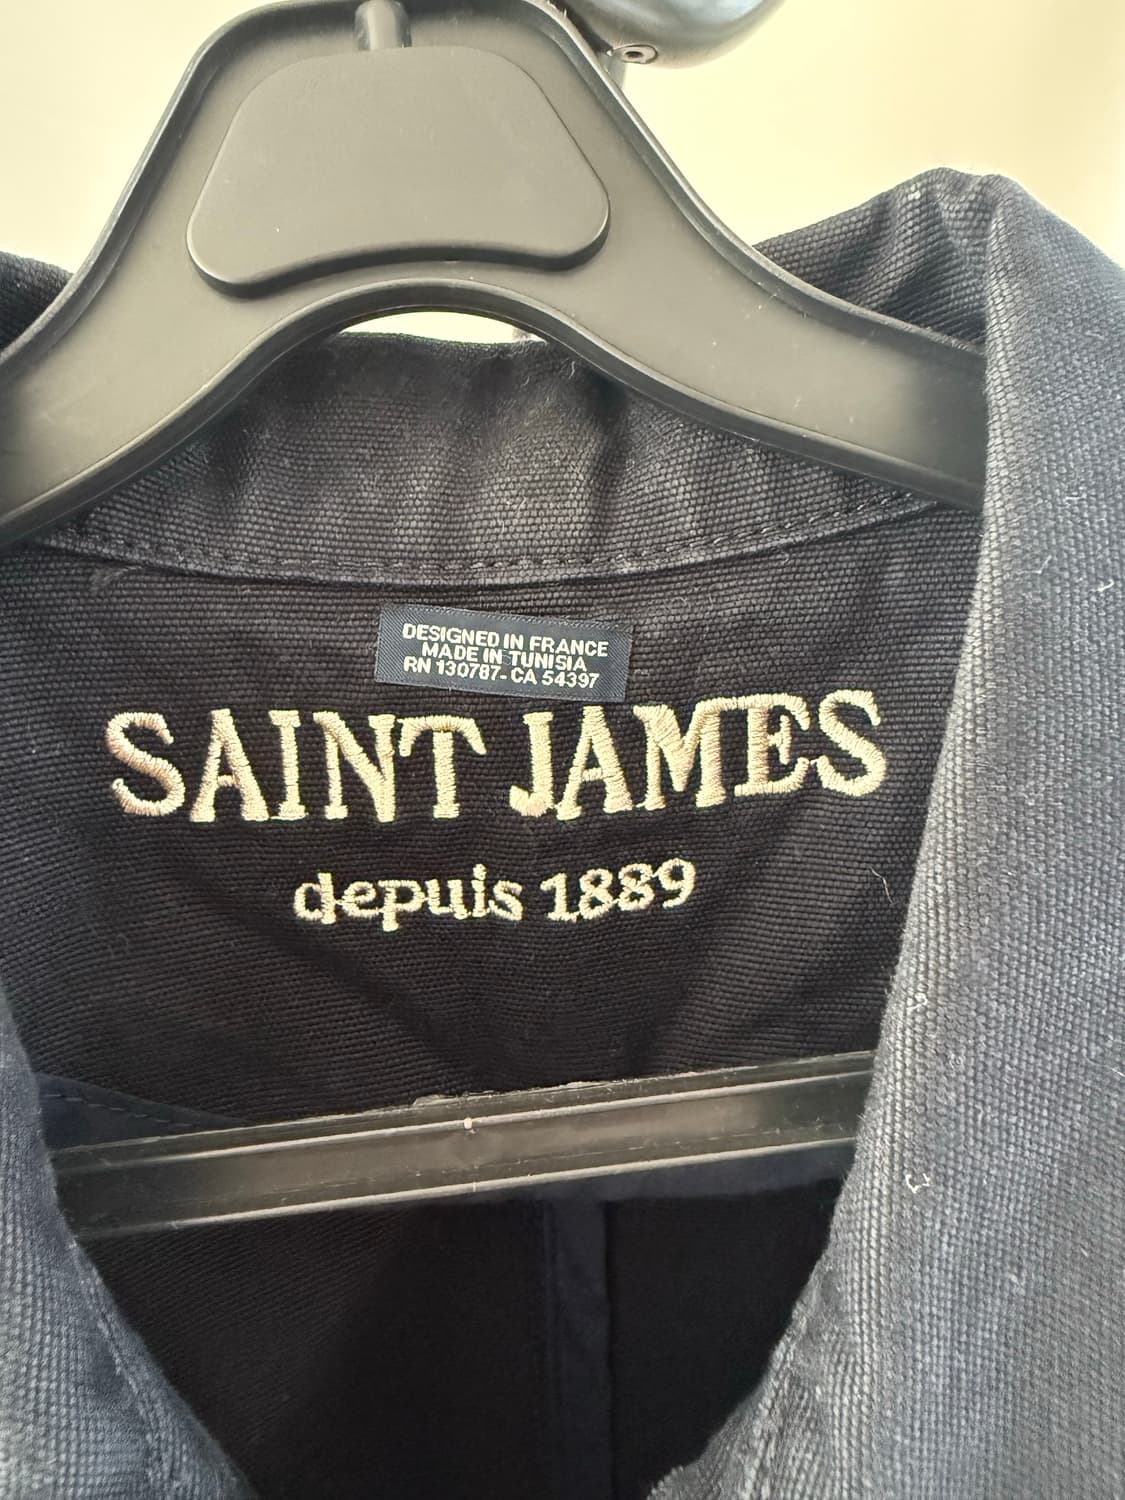 DESIGNED IN FRANCE
MADE IN TUNISIA
RN 130787-CA 54397
SAINT JAMES
depuis 1889